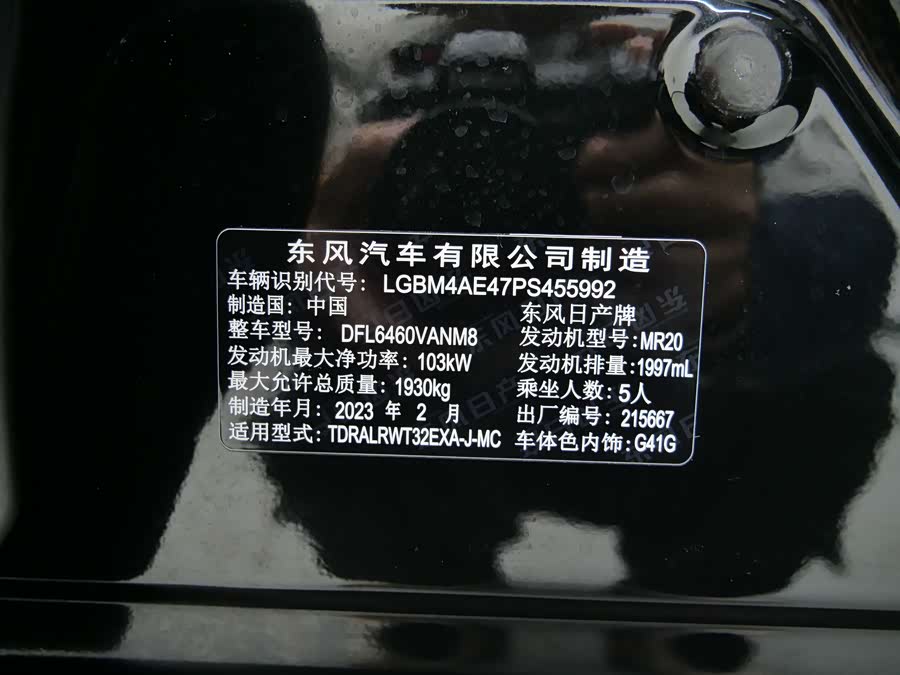 东风汽车有限公司制造
车辆识别代号: LGBM4AE47PS455992
制造国: 中国 东风日产牌
整车型号: DFL6460VANM8 发动机型号: MR20
发动机最大净功率: 103kW 发动机排量: 1997mL
最大允许总质量: 1930kg 乘坐人数: 5人
制造年月: 2023 年 2 月 出厂编号: 215667
适用型式: TDRALRWT32EXA-J-MC 车体色内饰: G41G